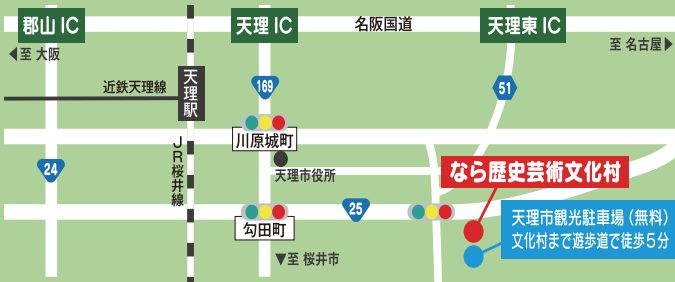 郡山 IC
天理 IC
名阪国道
天理東 IC
至 大阪
至 名古屋
近鉄天理線
天理駅
169
51
川原城町
JR桜井線
天理市役所
24
なら歴史芸術文化村
25
勾田町
天理市観光駐車場（無料）
文化村まで遊歩道で徒歩５分
▼至 桜井市